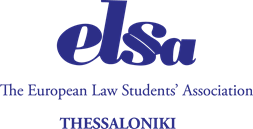 elsa
The European Law Students’ Association
THESSALONIKI